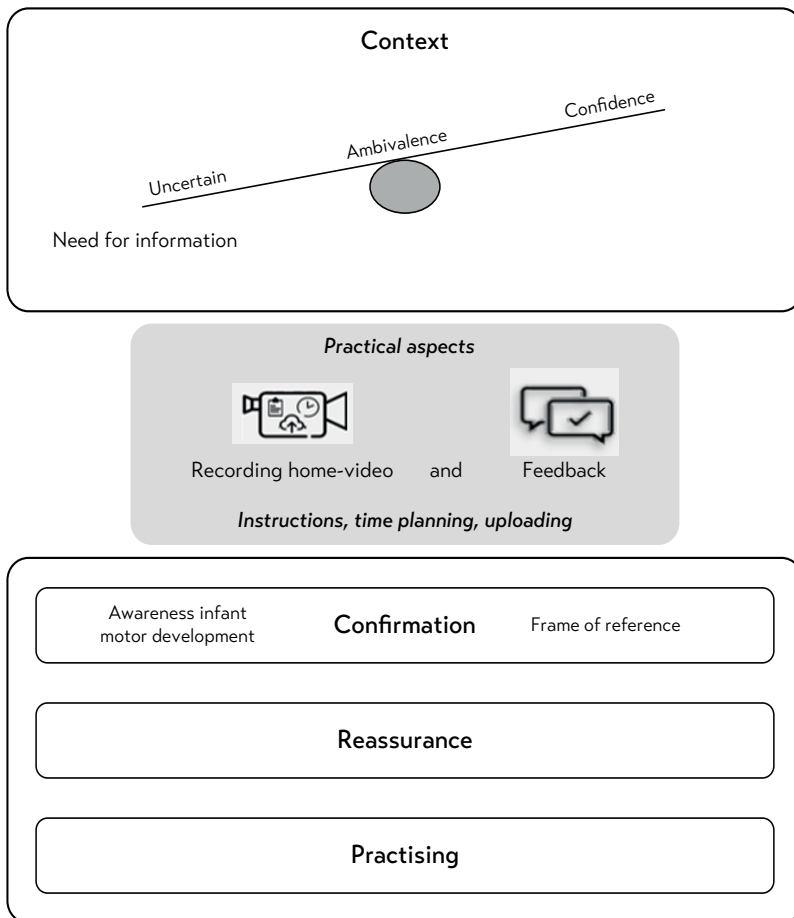 Context
Confidence
Ambivalence
Uncertain
Need for information
Practical aspects
Recording home-video and Feedback
Instructions, time planning, uploading
Awareness infant
motor development
Confirmation
Frame of reference
Reassurance
Practising